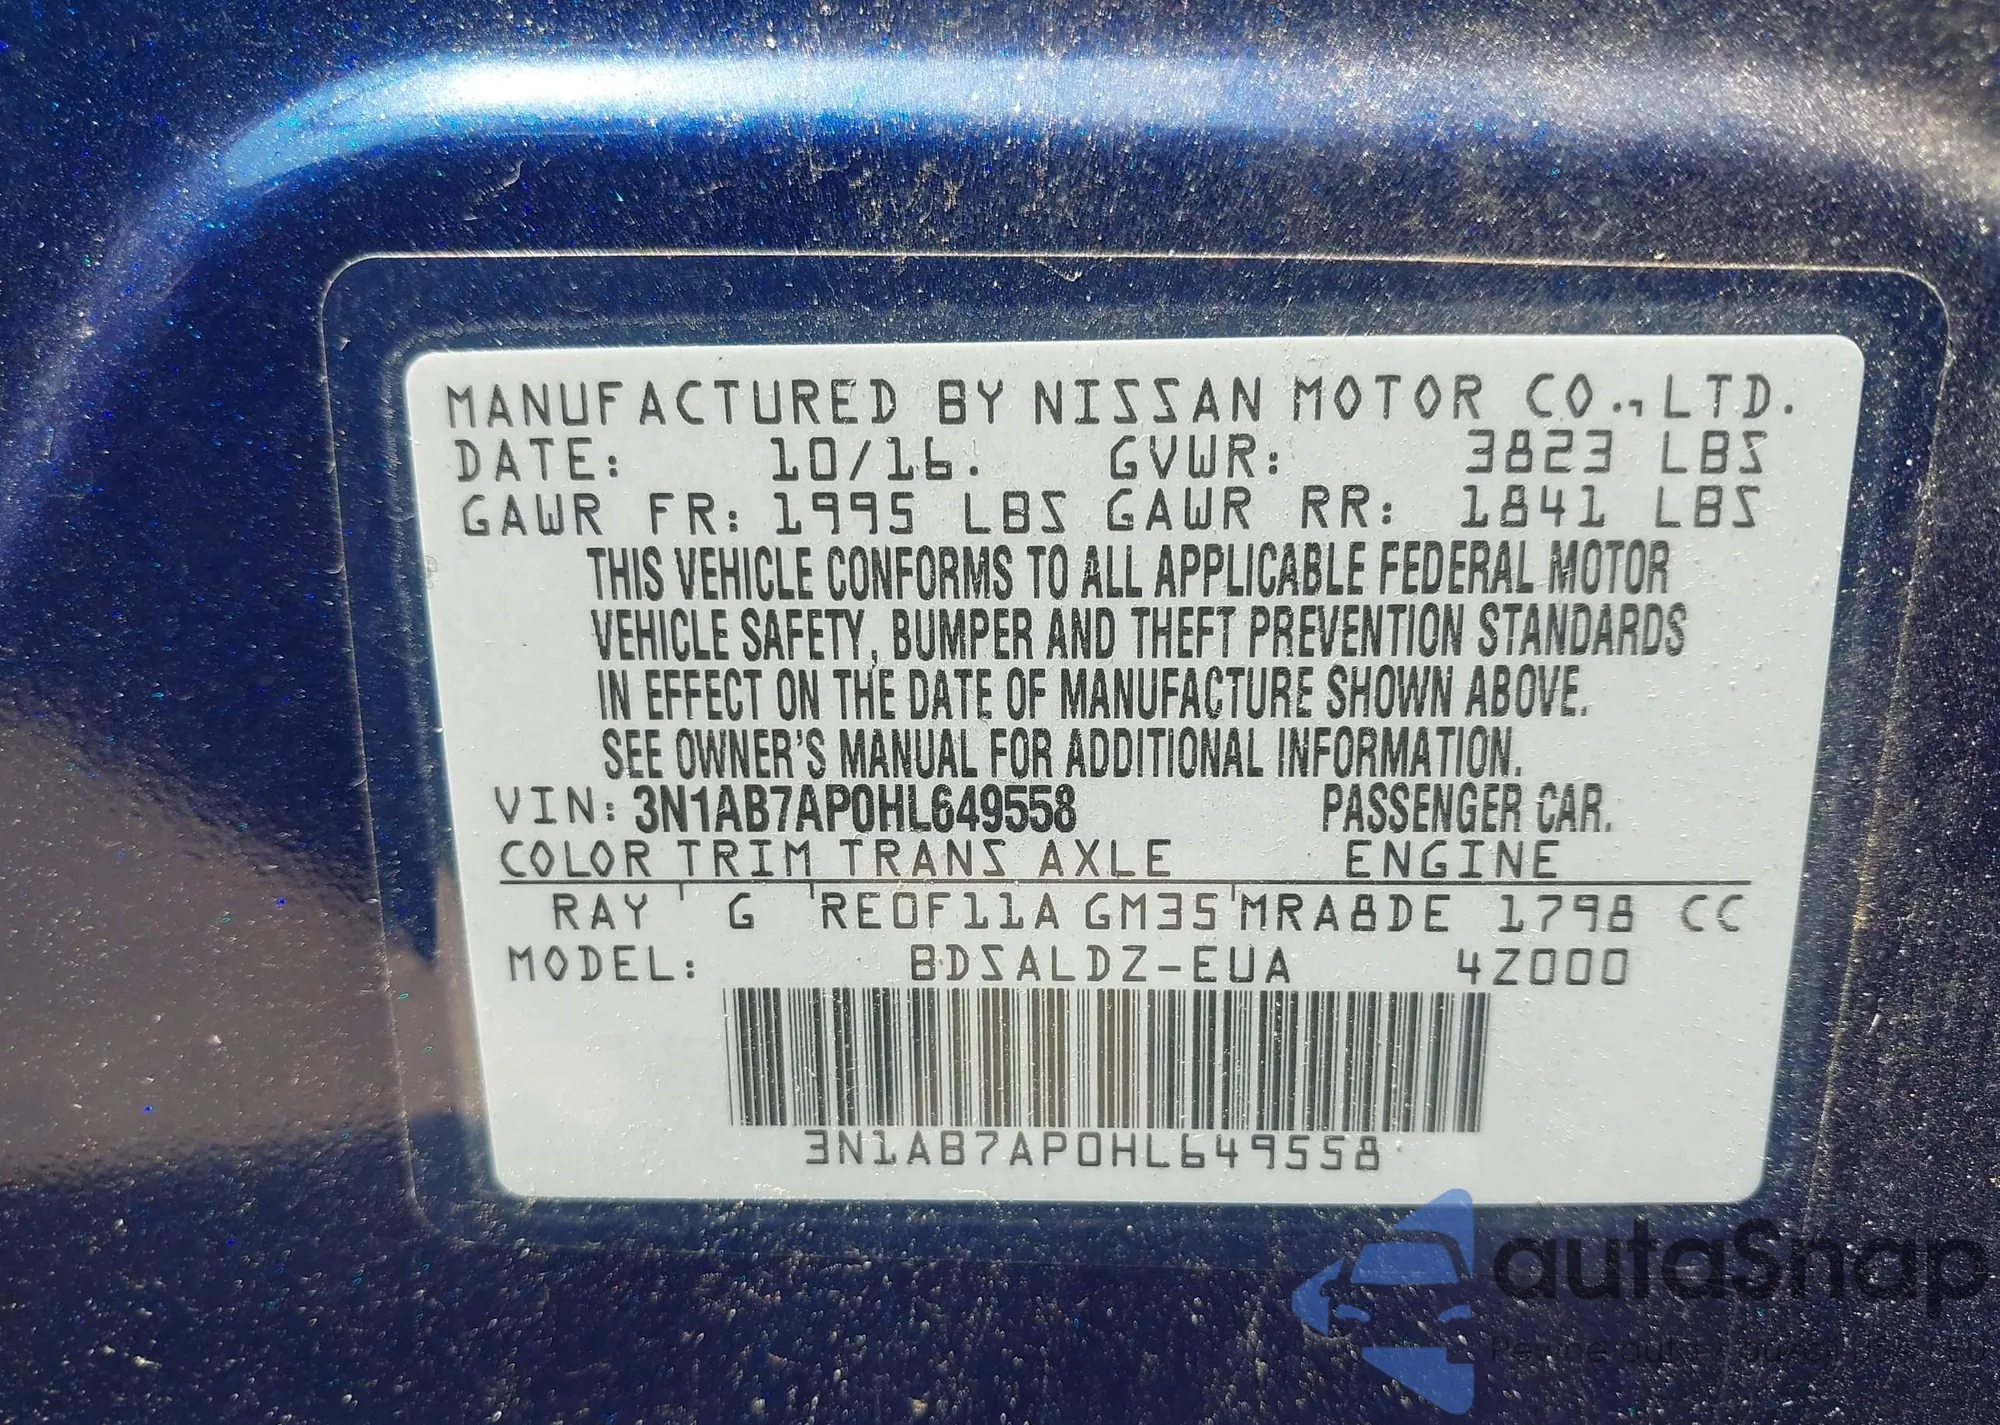 MANUFACTURED BY NISSAN MOTOR CO., LTD.
DATE: 10/16. GVWR: 3823 LBS
GAWR FR: 1995 LBS GAWR RR: 1841 LBS
THIS VEHICLE CONFORMS TO ALL APPLICABLE FEDERAL MOTOR
VEHICLE SAFETY, BUMPER AND THEFT PREVENTION STANDARDS
IN EFFECT ON THE DATE OF MANUFACTURE SHOWN ABOVE.
SEE OWNER'S MANUAL FOR ADDITIONAL INFORMATION.
VIN: 3N1AB7AP0HL649558 PASSENGER CAR.
COLOR TRIM TRANS AXLE ENGINE
RAY G RE0F11A GM35 MRA8DE 1798 CC
MODEL: BDSALDZ-EUA 4Z000
3N1AB7AP0HL649558
autaSnap
Pewne auta